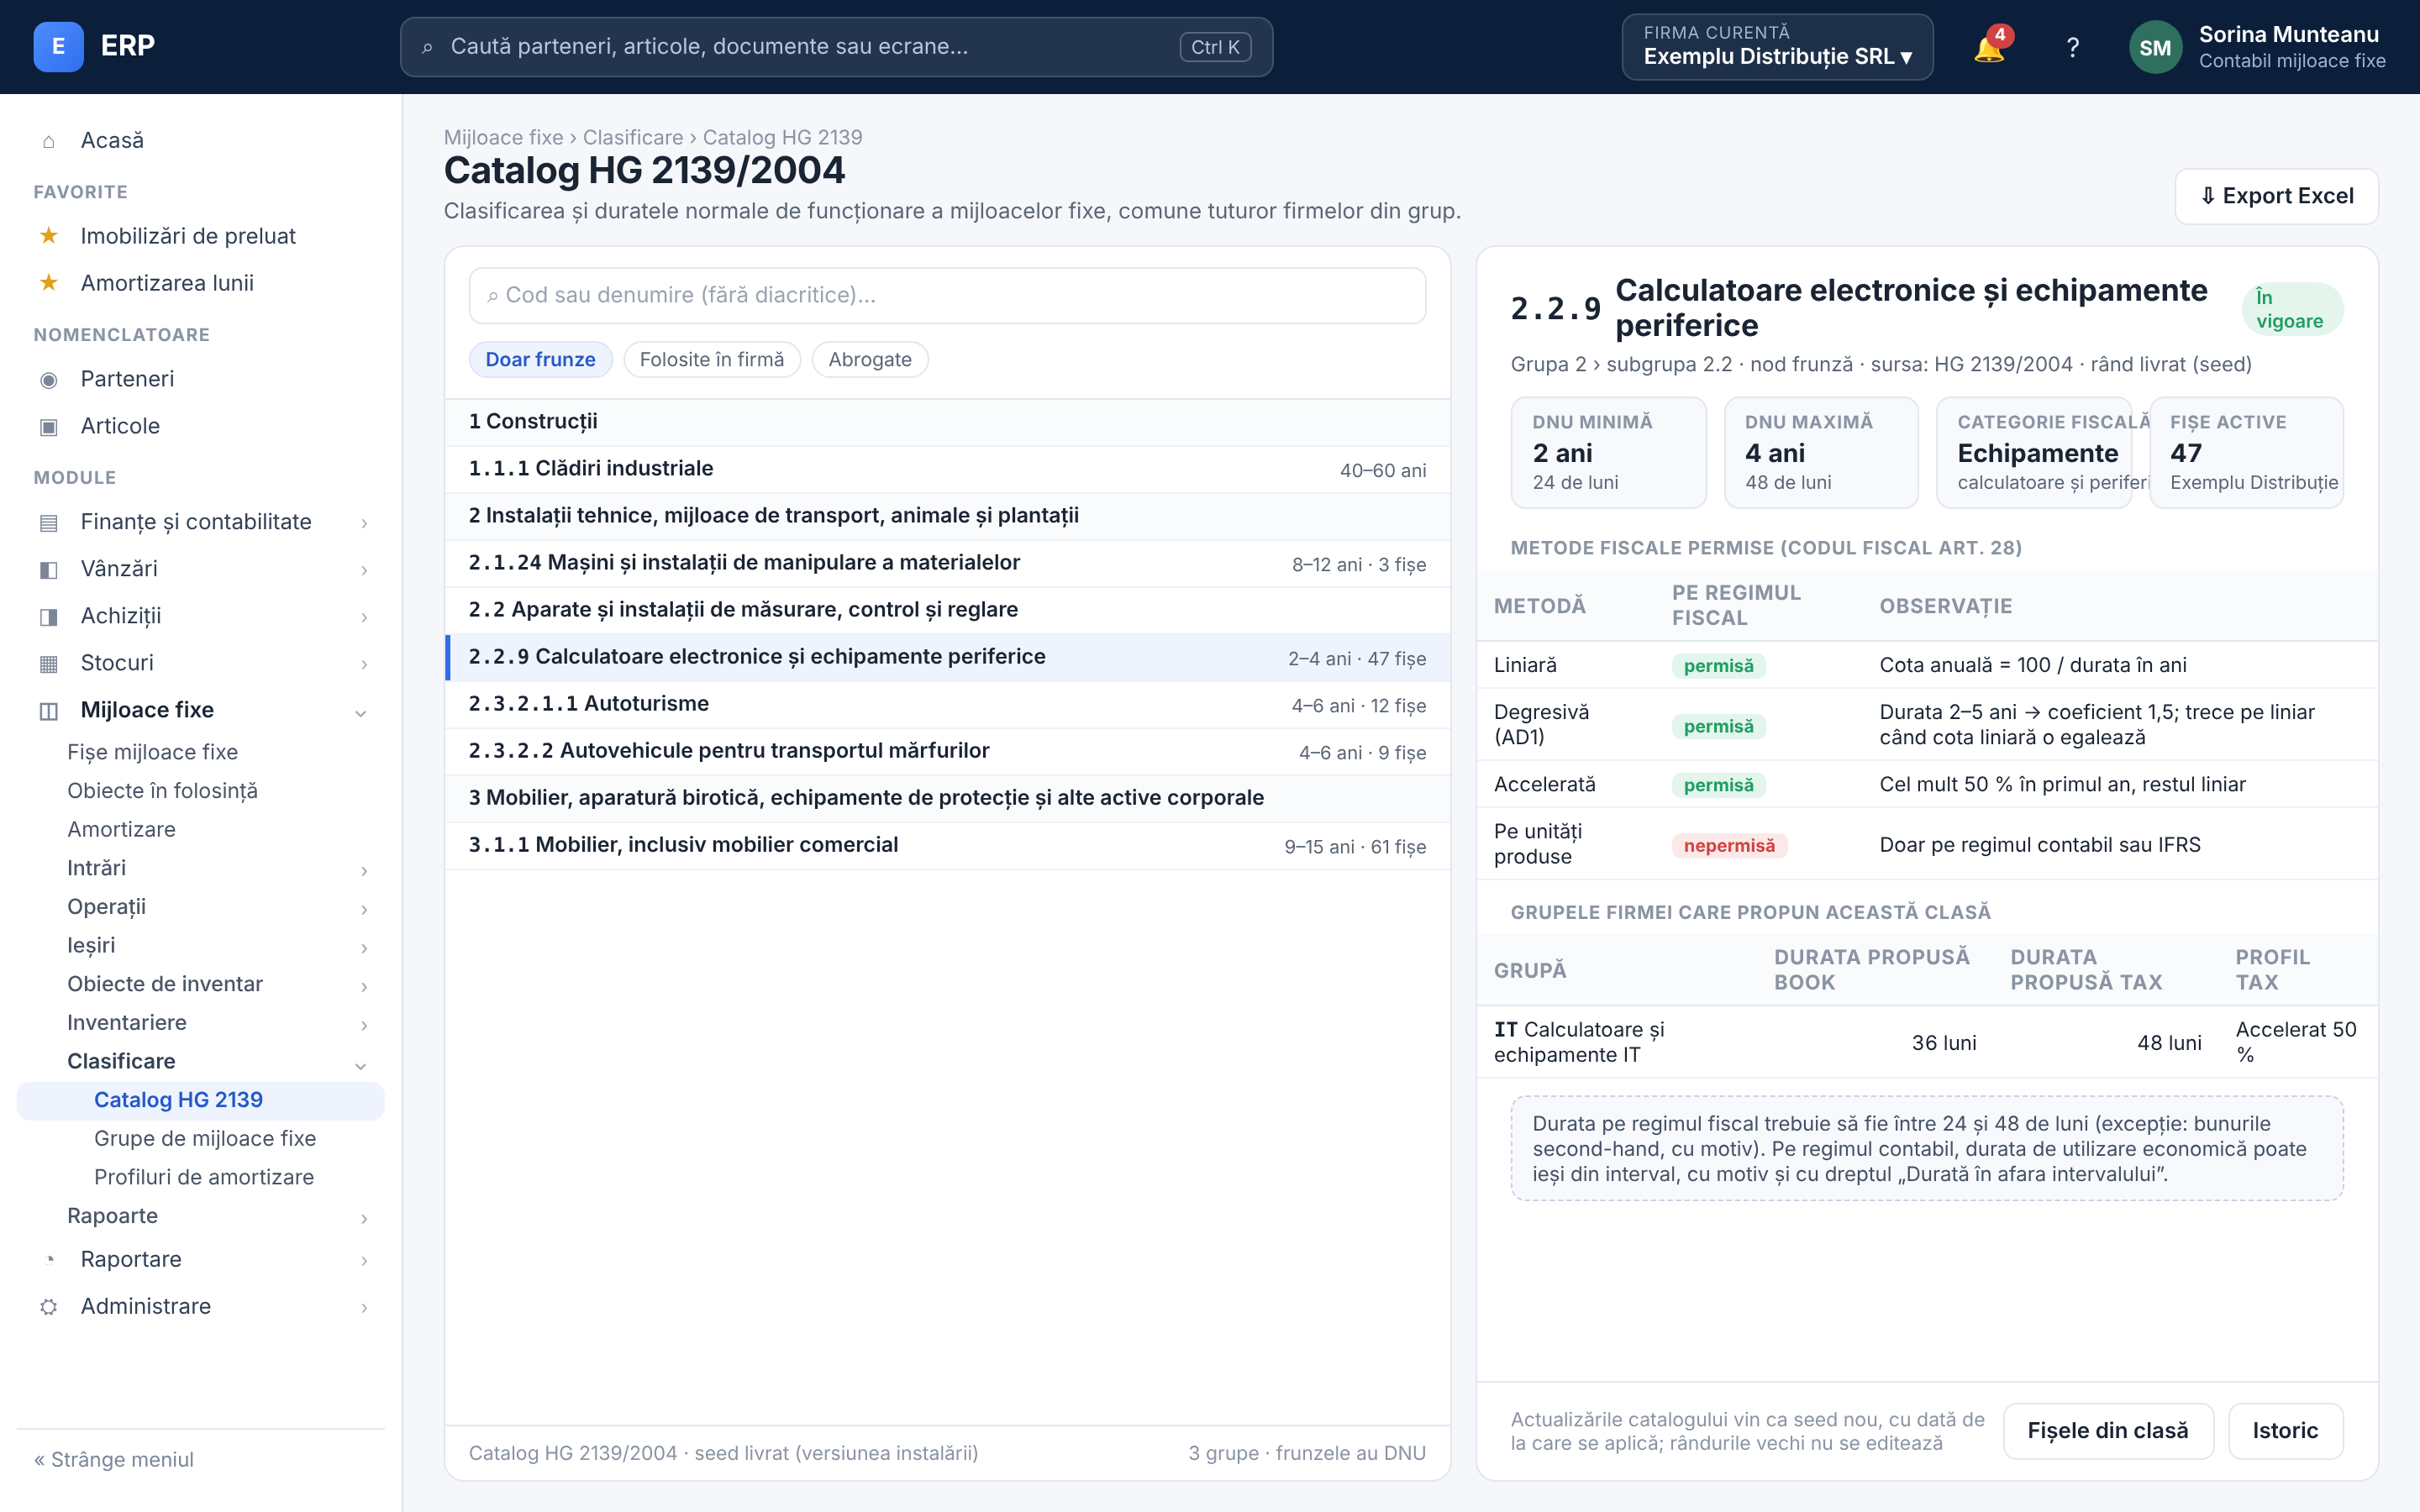 E ERP
Caută parteneri, articole, documente sau ecrane... Ctrl K
FIRMA CURENTĂ
Exemplu Distribuție SRL ▾
4
?
SM
Sorina Munteanu
Contabil mijloace fixe
Acasă
FAVORITE
★ Imobilizări de preluat
★ Amortizarea lunii
NOMENCLATOARE
Parteneri
Articole
MODULE
Finanțe și contabilitate ›
Vânzări ›
Achiziții ›
Stocuri ›
Mijloace fixe
Fișe mijloace fixe
Obiecte în folosință
Amortizare
Intrări ›
Operații ›
Ieșiri ›
Obiecte de inventar ›
Inventariere ›
Clasificare
Catalog HG 2139
Grupe de mijloace fixe
Profiluri de amortizare
Rapoarte ›
Raportare ›
Administrare ›
« Strânge meniul
Mijloace fixe › Clasificare › Catalog HG 2139
Catalog HG 2139/2004
Clasificarea și duratele normale de funcționare a mijloacelor fixe, comune tuturor firmelor din grup.
⇩ Export Excel
Cod sau denumire (fără diacritice)...
Doar frunze Folosite în firmă Abrogate
1 Construcții
1.1.1 Clădiri industriale 40–60 ani
2 Instalații tehnice, mijloace de transport, animale și plantații
2.1.24 Mașini și instalații de manipulare a materialelor 8–12 ani · 3 fișe
2.2 Aparate și instalații de măsurare, control și reglare
2.2.9 Calculatoare electronice și echipamente periferice 2–4 ani · 47 fișe
2.3.2.1.1 Autoturisme 4–6 ani · 12 fișe
2.3.2.2 Autovehicule pentru transportul mărfurilor 4–6 ani · 9 fișe
3 Mobilier, aparatură birotică, echipamente de protecție și alte active corporale
3.1.1 Mobilier, inclusiv mobilier comercial 9–15 ani · 61 fișe
Catalog HG 2139/2004 · seed livrat (versiunea instalării) 3 grupe · frunzele au DNU
2.2.9 Calculatoare electronice și echipamente
periferice
În
vigoare
Grupa 2 › subgrupa 2.2 · nod frunză · sursa: HG 2139/2004 · rând livrat (seed)
DNU MINIMĂ
2 ani
24 de luni
DNU MAXIMĂ
4 ani
48 de luni
CATEGORIE FISCALĂ
Echipamente
calculatoare și periferi
FIȘE ACTIVE
47
Exemplu Distribuție
METODE FISCALE PERMISE (CODUL FISCAL ART. 28)
METODĂ
PE REGIMUL
FISCAL
OBSERVAȚIE
Liniară permisă Cota anuală = 100 / durata în ani
Degresivă
(AD1)
permisă
Durata 2–5 ani → coeficient 1,5; trece pe liniar
când cota liniară o egalează
Accelerată permisă Cel mult 50 % în primul an, restul liniar
Pe unități
produse
nepermisă
Doar pe regimul contabil sau IFRS
GRUPELE FIRMEI CARE PROPUN ACEASTĂ CLASĂ
GRUPĂ
DURATA PROPUSĂ
BOOK
DURATA
PROPUSĂ TAX
PROFIL
TAX
IT Calculatoare și
echipamente IT
36 luni
48 luni
Accelerat 50
%
Durata pe regimul fiscal trebuie să fie între 24 și 48 de luni (excepție: bunurile
second-hand, cu motiv). Pe regimul contabil, durata de utilizare economică poate
ieși din interval, cu motiv și cu dreptul „Durată în afara intervalului”.
Actualizările catalogului vin ca seed nou, cu dată de
la care se aplică; rândurile vechi nu se editează
Fișele din clasă
Istoric